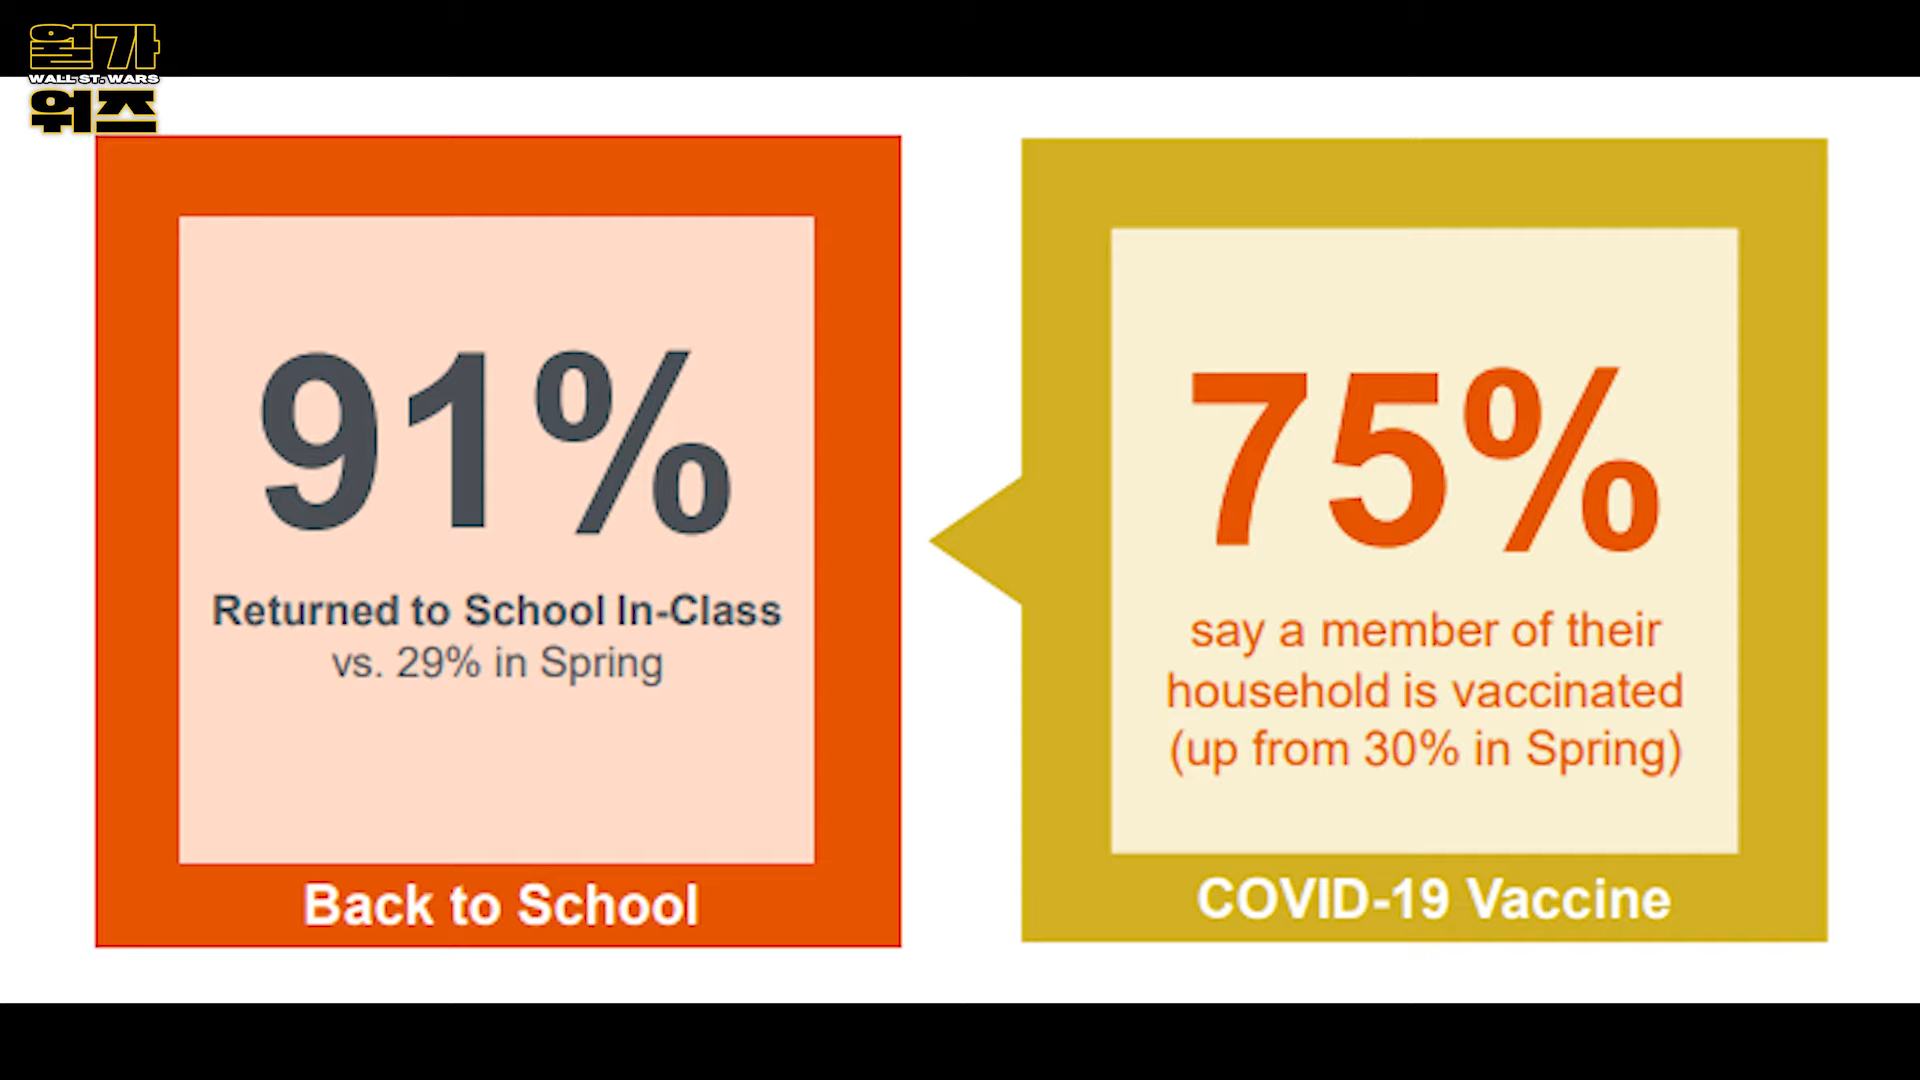 월가
WALL ST. WARS
워즈
91%
Returned to School In-Class
vs. 29% in Spring
Back to School
75%
say a member of their
household is vaccinated
(up from 30% in Spring)
COVID-19 Vaccine